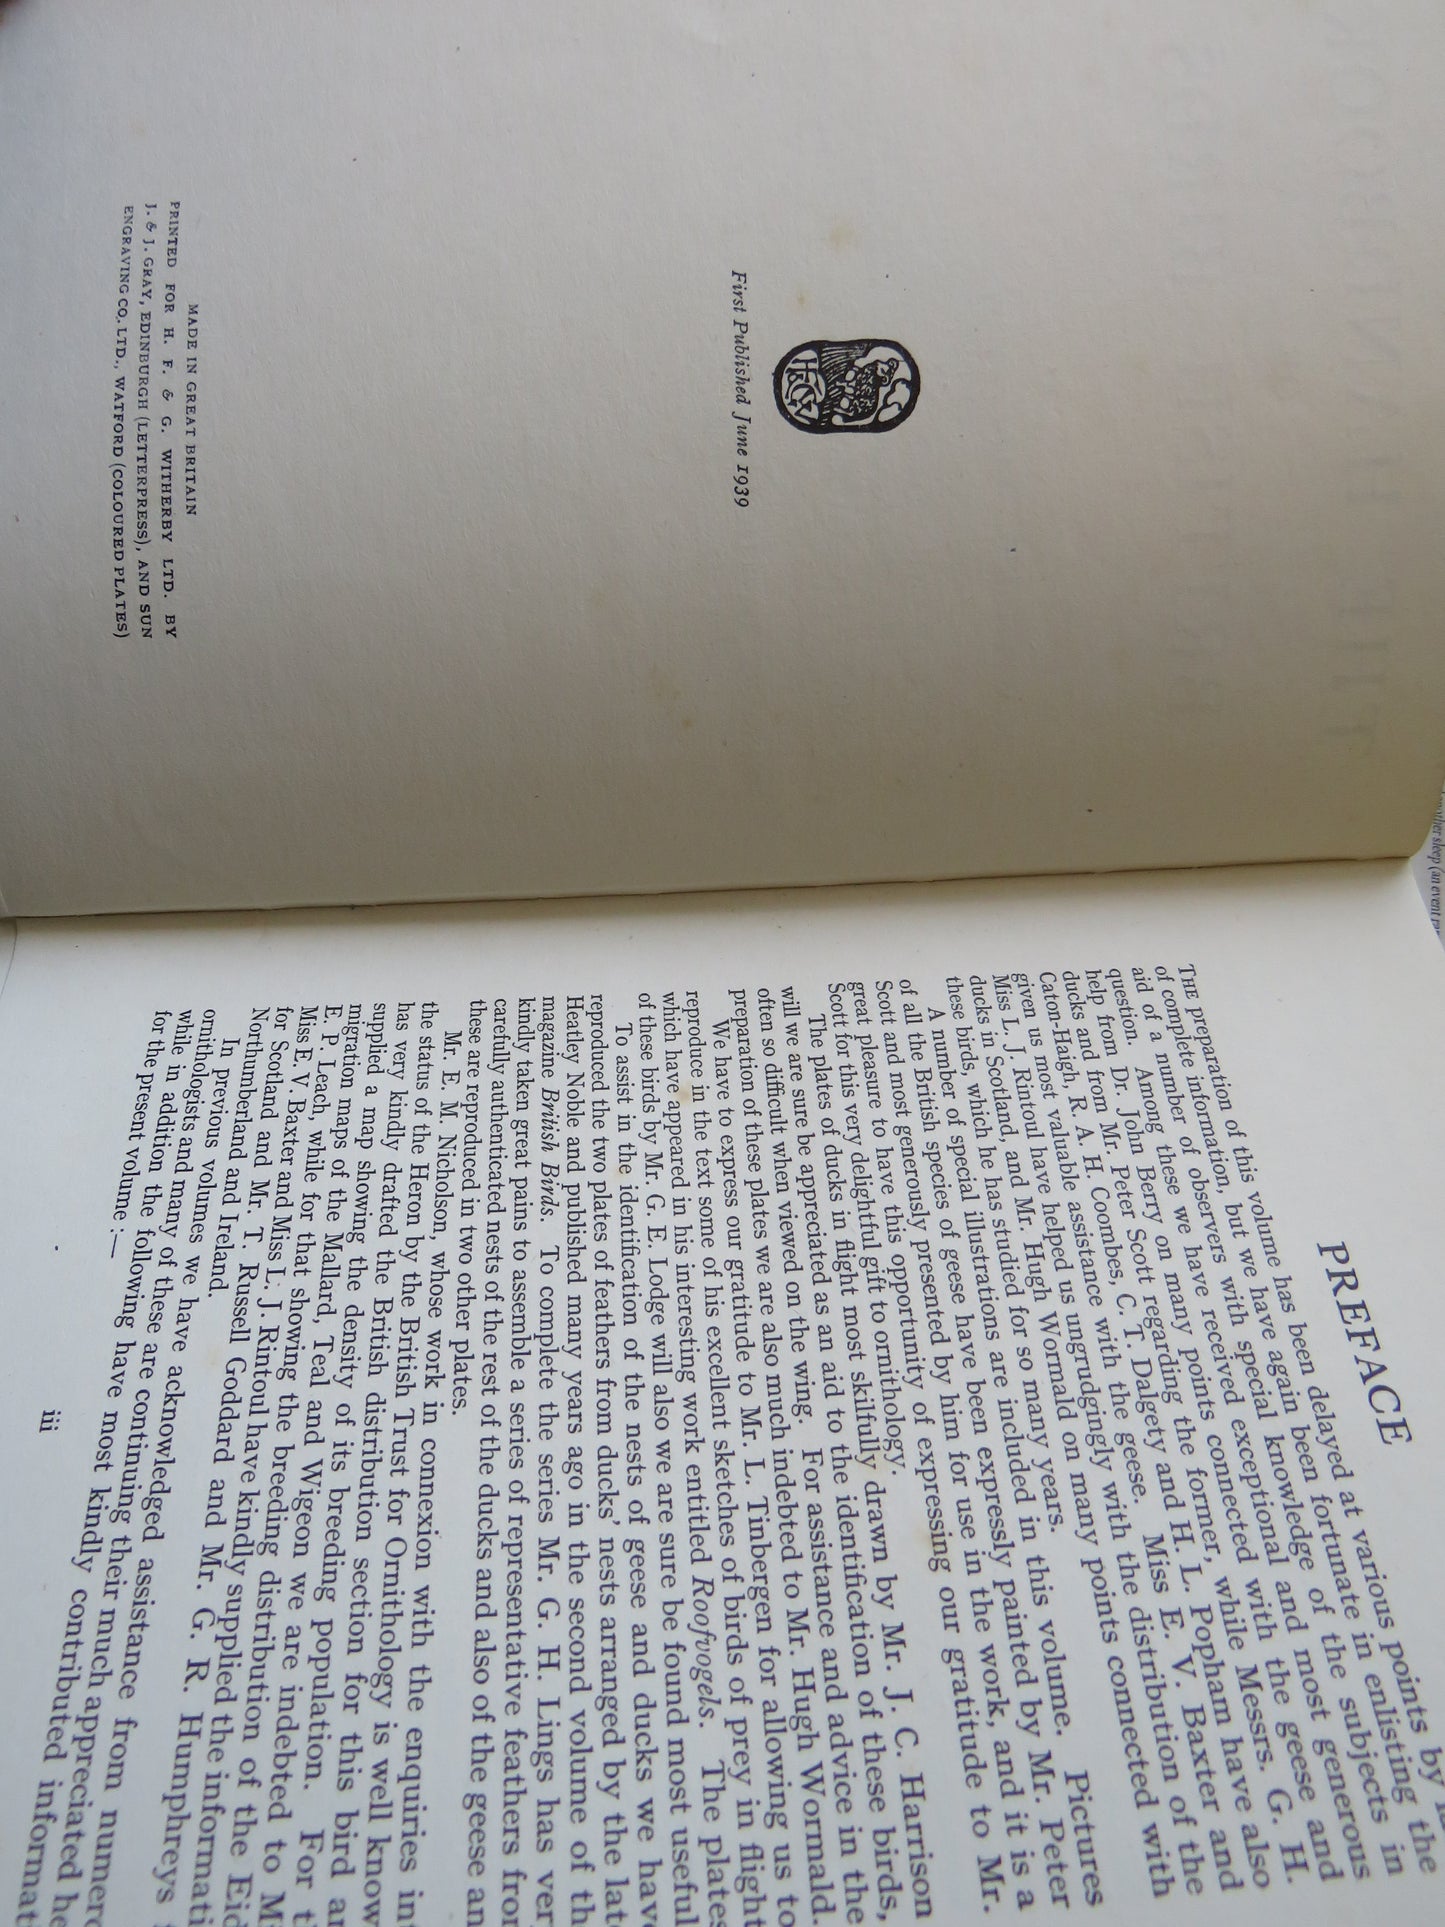 First Published June 1939
MADE IN GREAT BRITAIN
PRINTED FOR H. F. & G. WITHERBY LTD. BY
J. & J. GRAY, EDINBURGH (LETTERPRESS), AND SUN
ENGRAVING CO. LTD., WATFORD (COLOURED PLATES)
PREFACE
THE preparation of this volume has been delayed at various points by
of complete information, but we have again been fortunate in enlisting the
aid of a number of observers with special knowledge of the subjects in
question. Among these we have received exceptional and most generous
help from Dr. John Berry on many points connected with the geese and
ducks and from Mr. Peter Scott regarding the former, while Messrs. G. H.
Caton-Haigh, R. A. H. Coombes, C. T. Dalgety and H. L. Popham have also
given us most valuable assistance with the geese. Miss E. V. Baxter and
Miss L. J. Rintoul have helped us ungrudgingly with the distribution of the
ducks in Scotland, and Mr. Hugh Wormald on many points connected with
these birds, which he has studied for so many years.
A number of special illustrations are included in this volume. Pictures
of all the British species of geese have been expressly painted by Mr. Peter
Scott and most generously presented by him for use in the work, and it is a
great pleasure to have this opportunity of expressing our gratitude to Mr.
Scott for this very delightful gift to ornithology.
The plates of ducks in flight most skilfully drawn by Mr. J. C. Harrison
will we are sure be appreciated as an aid to the identification of these birds,
often so difficult when viewed on the wing. For assistance and advice in the
preparation of these plates we are also much indebted to Mr. Hugh Wormald.
We have to express our gratitude to Mr. L. Tinbergen for allowing us to
reproduce in the text some of his excellent sketches of birds of prey in flight
which have appeared in his interesting work entitled Roofvogels. The plates
of these birds by Mr. G. E. Lodge will also we are sure be found most useful
To assist in the identification of the nests of geese and ducks we have
reproduced the two plates of feathers from ducks' nests arranged by the late
Heatley Noble and published many years ago in the second volume of the
magazine British Birds. To complete the series Mr. G. H. Lings has very
kindly taken great pains to assemble a series of representative feathers from
carefully authenticated nests of the rest of the ducks and also of the geese an
these are reproduced in two other plates.
Mr. E. M. Nicholson, whose work in connexion with the enquiries int
the status of the Heron by the British Trust for Ornithology is well know
has very kindly drafted the British distribution section for this bird an
supplied a map showing the density of its breeding population. For t
migration maps of the Mallard, Teal and Wigeon we are indebted to M
E. P. Leach, while for that showing the breeding distribution of the Eid
Miss E. V. Baxter and Miss L. J. Rintoul have kindly supplied the informati
for Scotland and Mr. T. Russell Goddard and Mr. G. R. Humphreys
Northumberland and Ireland.
In previous volumes we have acknowledged assistance from numero
ornithologists and many of these are continuing their much appreciated he
while in addition the following have most kindly contributed informat
for the present volume :—
iii